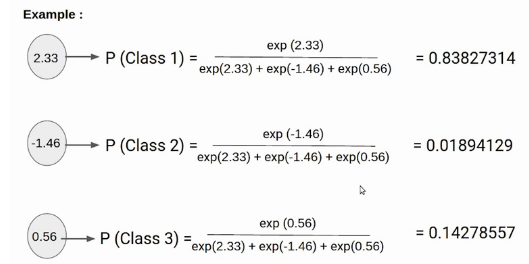 Example :
2.33 P (Class 1) = exp (2.33) / exp(2.33) + exp(-1.46) + exp(0.56) = 0.83827314
-1.46 P (Class 2) = exp (-1.46) / exp(2.33) + exp(-1.46) + exp(0.56) = 0.01894129
0.56 P (Class 3) = exp (0.56) / exp(2.33) + exp(-1.46) + exp(0.56) = 0.14278557